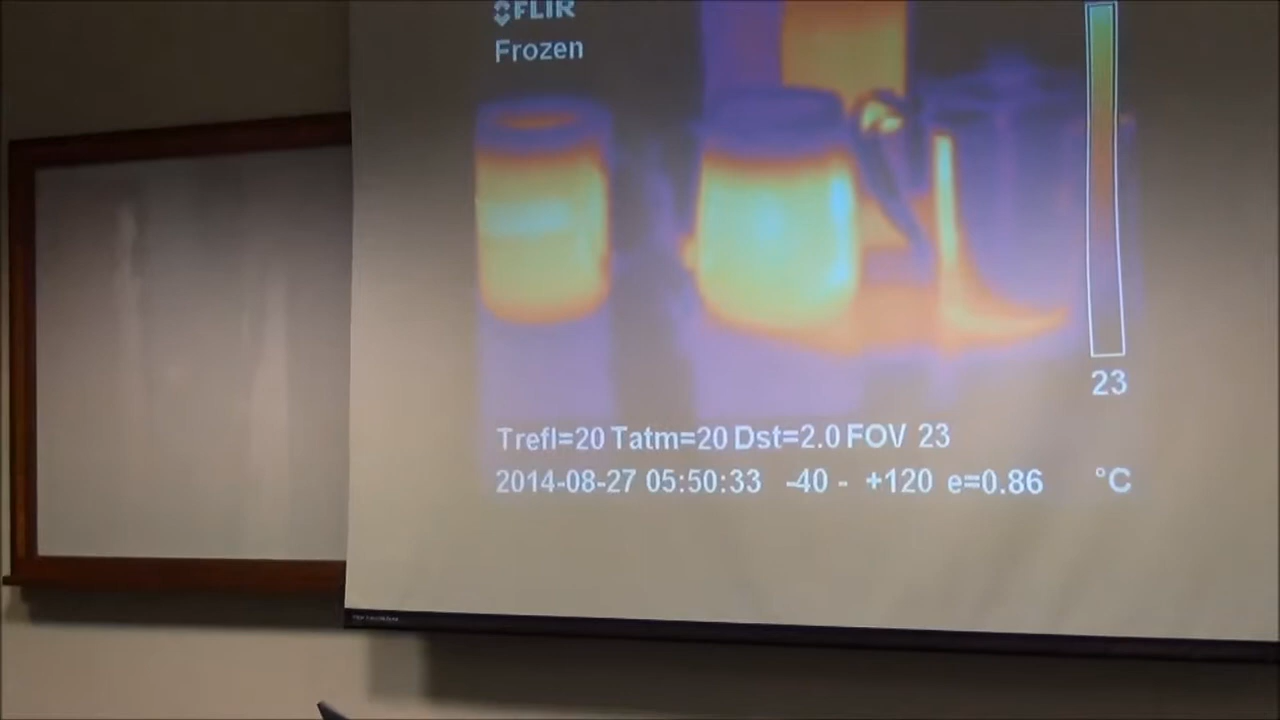 FLIR
Frozen
23
Trefl=20 Tatm=20 Dst=2.0 FOV 23
2014-08-27 05:50:33 -40 - +120 e=0.86 °C